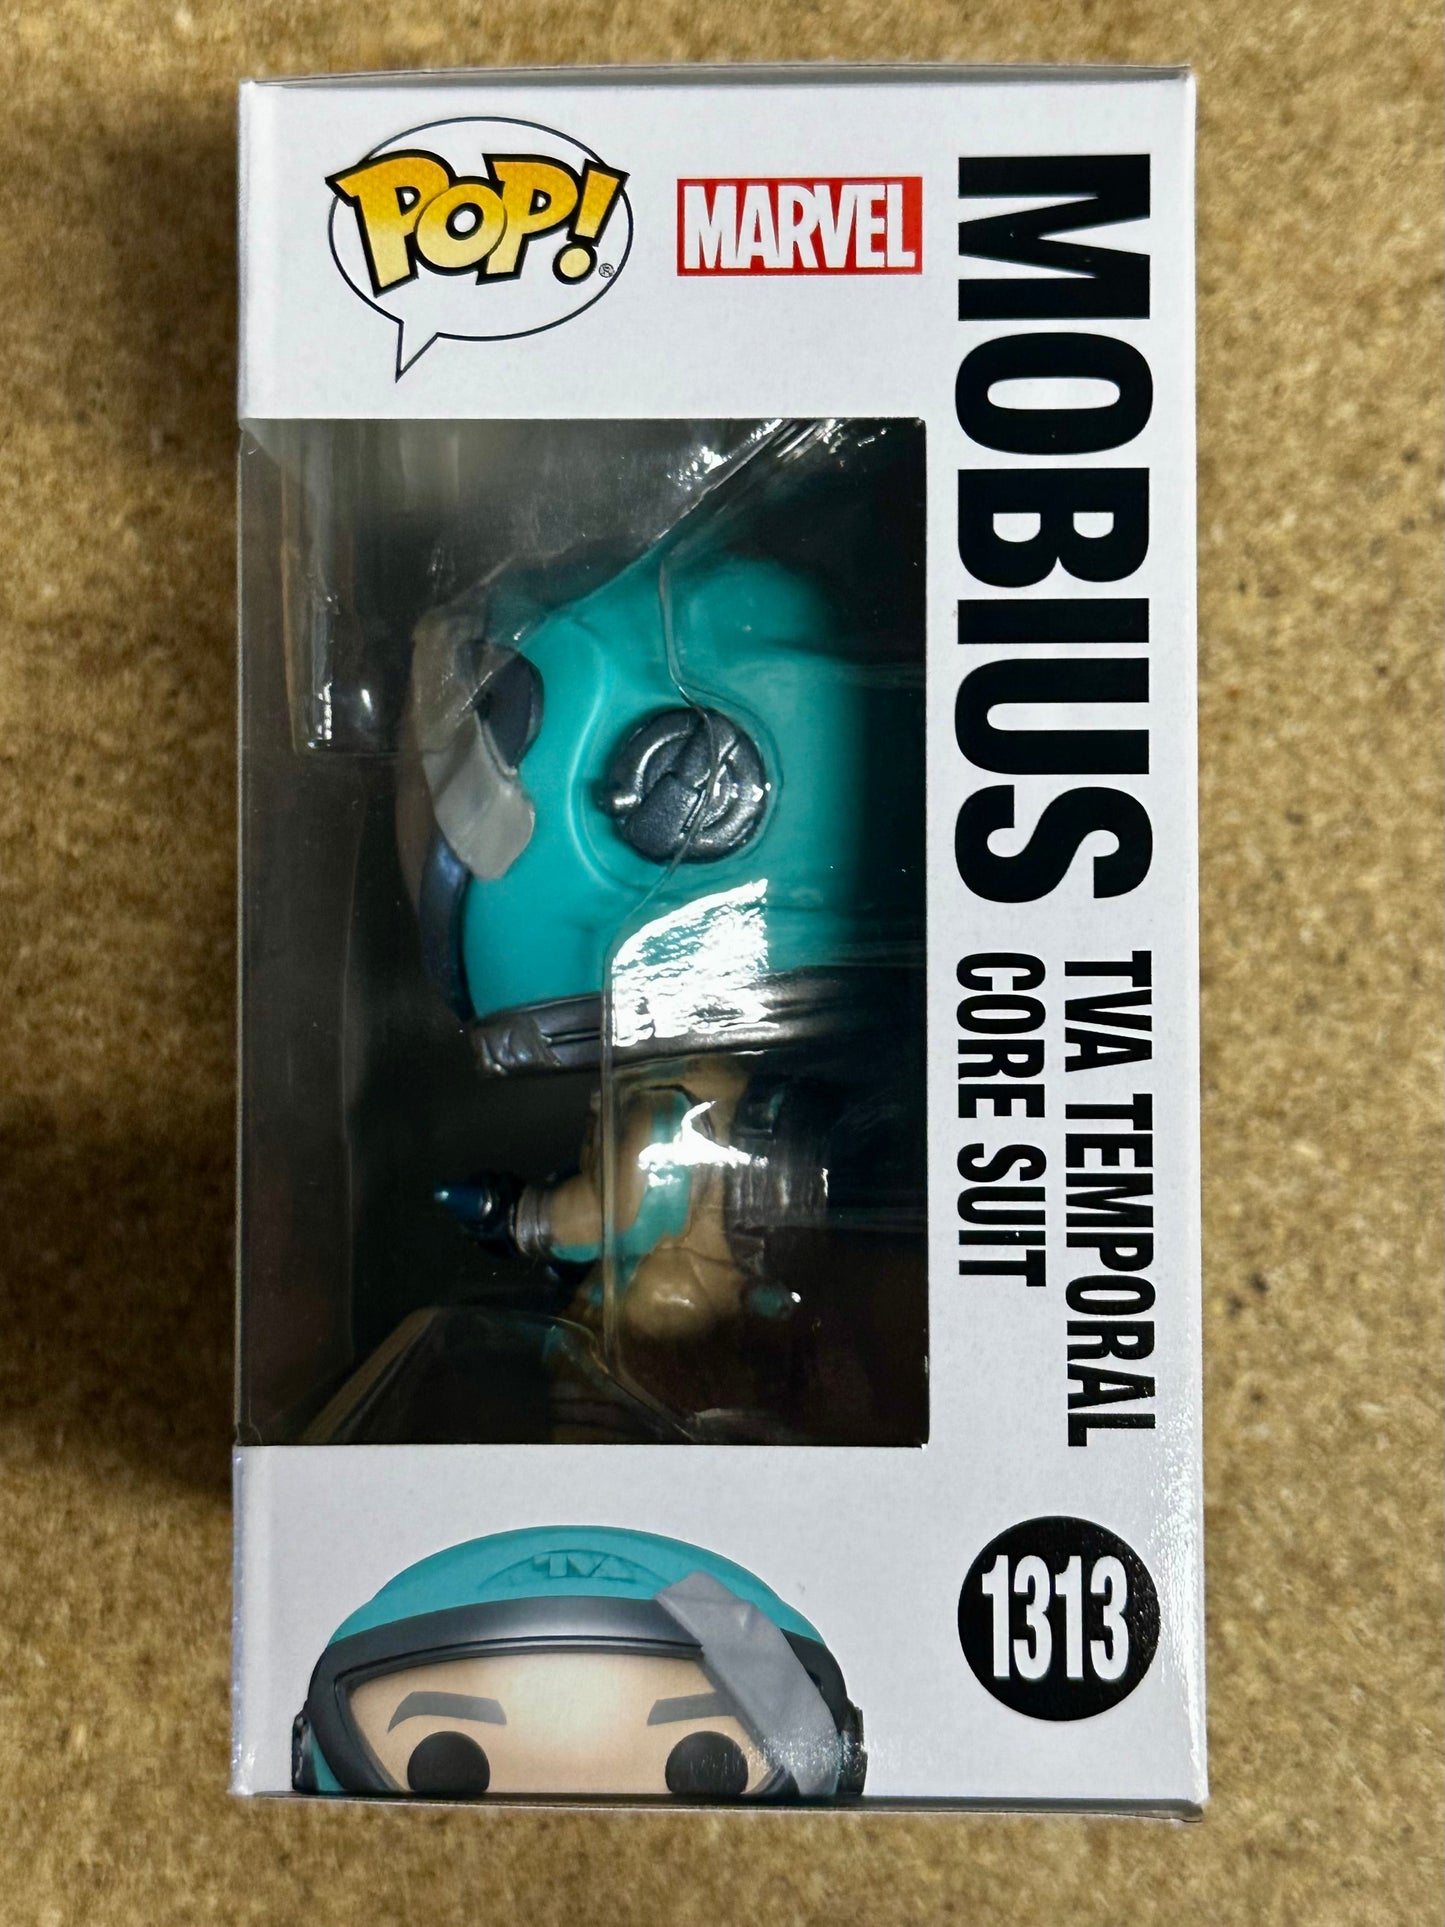 POP!
®
MARVEL
MOBIUS
TVA TEMPORAL
CORE SUIT
1313
TVA